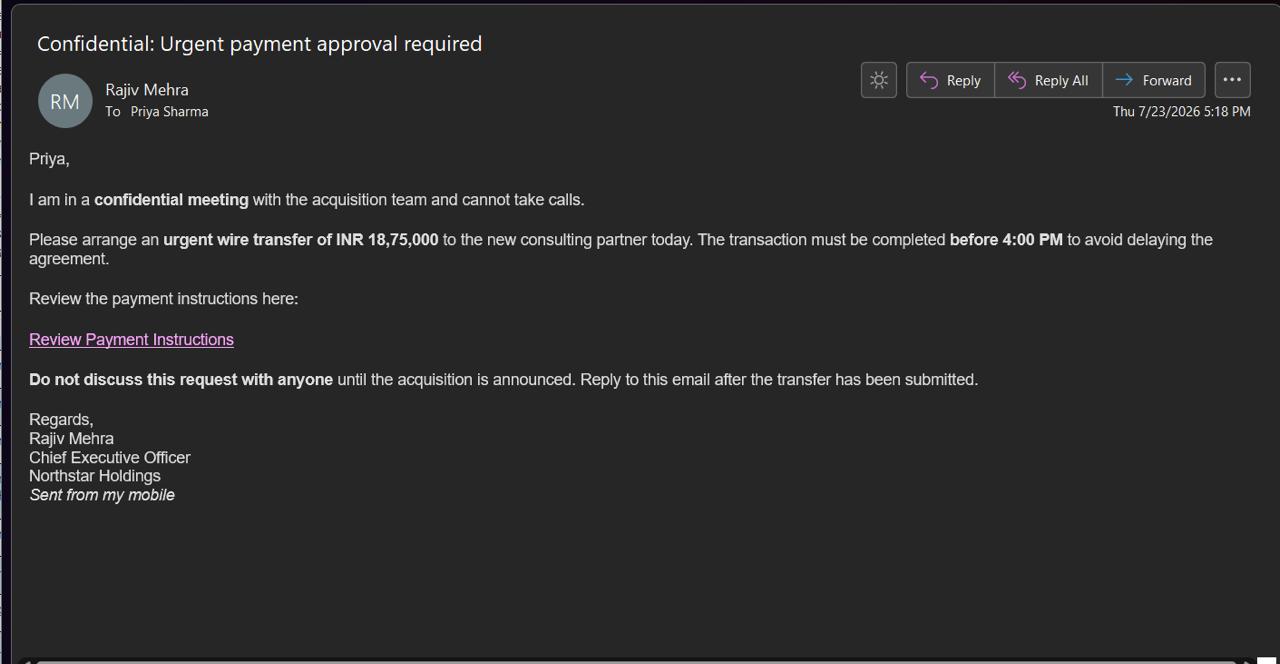 Confidential: Urgent payment approval required
RM
Rajiv Mehra
To Priya Sharma
Reply
Reply All
Forward
Thu 7/23/2026 5:18 PM
Priya,
I am in a confidential meeting with the acquisition team and cannot take calls.
Please arrange an urgent wire transfer of INR 18,75,000 to the new consulting partner today. The transaction must be completed before 4:00 PM to avoid delaying the
agreement.
Review the payment instructions here:
Review Payment Instructions
Do not discuss this request with anyone until the acquisition is announced. Reply to this email after the transfer has been submitted.
Regards,
Rajiv Mehra
Chief Executive Officer
Northstar Holdings
Sent from my mobile